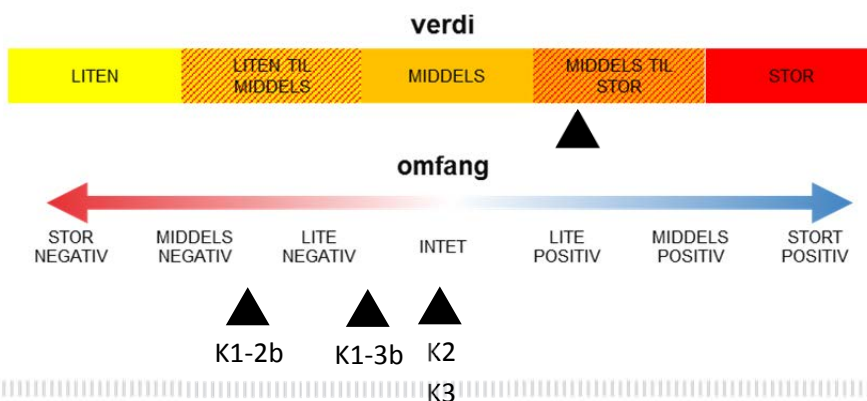 verdi
LITEN
LITEN TIL
MIDDELS
MIDDELS
MIDDELS TIL
STOR
STOR
omfang
STOR
NEGATIV
MIDDELS
NEGATIV
LITE
NEGATIV
INTET
LITE
POSITIV
MIDDELS
POSITIV
STORT
POSITIV
K1-2b
K1-3b
K2
K3